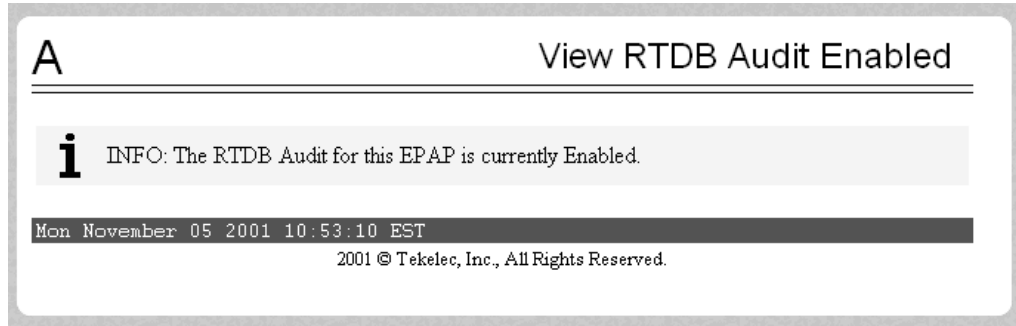 A
View RTDB Audit Enabled
i
INFO: The RTDB Audit for this EPAP is currently Enabled.
Mon November 05 2001 10:53:10 EST
2001 © Tekelec, Inc., All Rights Reserved.